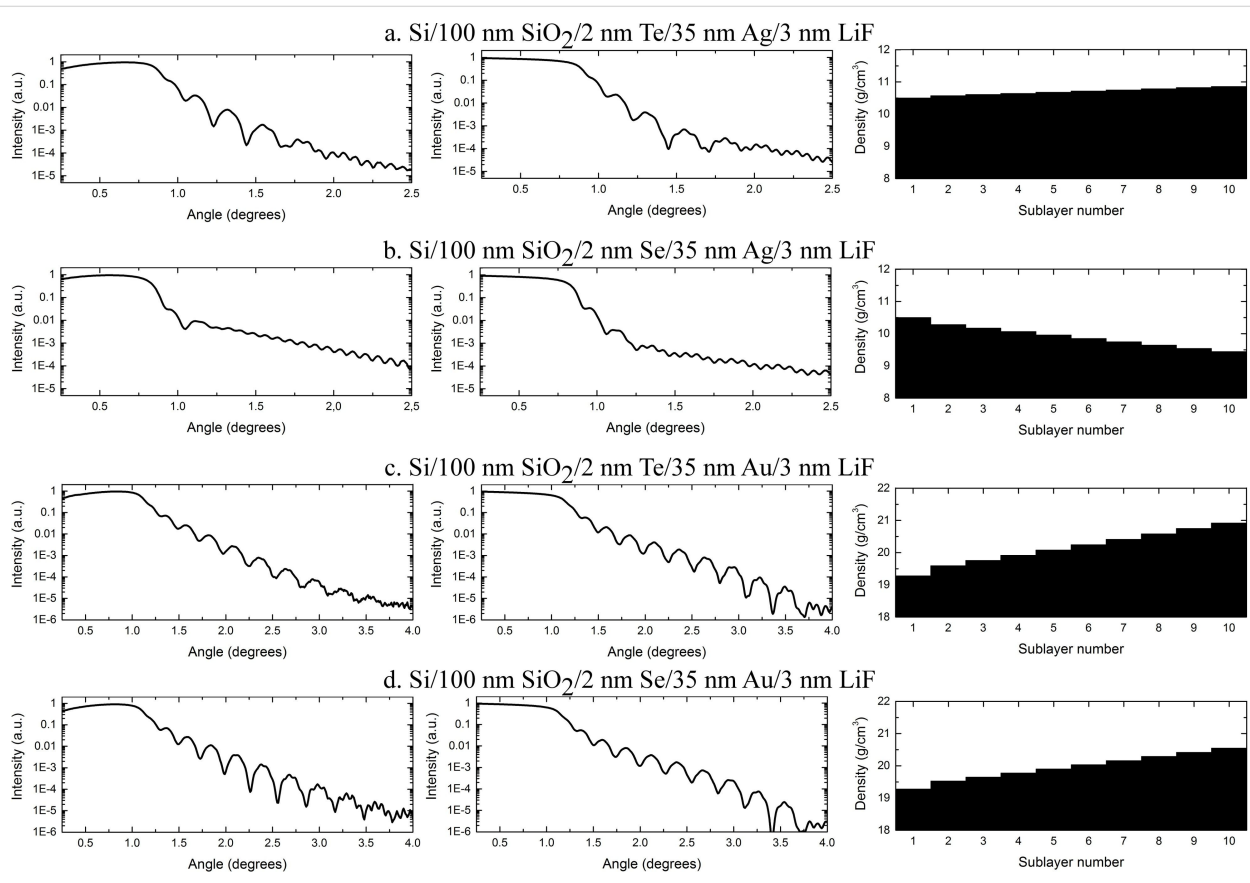 a. Si/100 nm SiO2/2 nm Te/35 nm Ag/3 nm LiF
Intensity (a.u.)
1
0.1
0.01
1E-3
1E-4
1E-5
0.5 1.0 1.5 2.0 2.5
Angle (degrees)
Intensity (a.u.)
1
0.1
0.01
1E-3
1E-4
1E-5
0.5 1.0 1.5 2.0 2.5
Angle (degrees)
Density (g/cm3)
12
11
10
9
8
1 2 3 4 5 6 7 8 9 10
Sublayer number
b. Si/100 nm SiO2/2 nm Se/35 nm Ag/3 nm LiF
Intensity (a.u.)
1
0.1
0.01
1E-3
1E-4
1E-5
0.5 1.0 1.5 2.0 2.5
Angle (degrees)
Intensity (a.u.)
1
0.1
0.01
1E-3
1E-4
1E-5
0.5 1.0 1.5 2.0 2.5
Angle (degrees)
Density (g/cm3)
12
11
10
9
8
1 2 3 4 5 6 7 8 9 10
Sublayer number
c. Si/100 nm SiO2/2 nm Te/35 nm Au/3 nm LiF
Intensity (a.u.)
1
0.1
0.01
1E-3
1E-4
1E-5
1E-6
0.5 1.0 1.5 2.0 2.5 3.0 3.5 4.0
Angle (degrees)
Intensity (a.u.)
1
0.1
0.01
1E-3
1E-4
1E-5
1E-6
0.5 1.0 1.5 2.0 2.5 3.0 3.5 4.0
Angle (degrees)
Density (g/cm3)
22
21
20
19
18
1 2 3 4 5 6 7 8 9 10
Sublayer number
d. Si/100 nm SiO2/2 nm Se/35 nm Au/3 nm LiF
Intensity (a.u.)
1
0.1
0.01
1E-3
1E-4
1E-5
1E-6
0.5 1.0 1.5 2.0 2.5 3.0 3.5 4.0
Angle (degrees)
Intensity (a.u.)
1
0.1
0.01
1E-3
1E-4
1E-5
1E-6
0.5 1.0 1.5 2.0 2.5 3.0 3.5 4.0
Angle (degrees)
Density (g/cm3)
22
21
20
19
18
1 2 3 4 5 6 7 8 9 10
Sublayer number